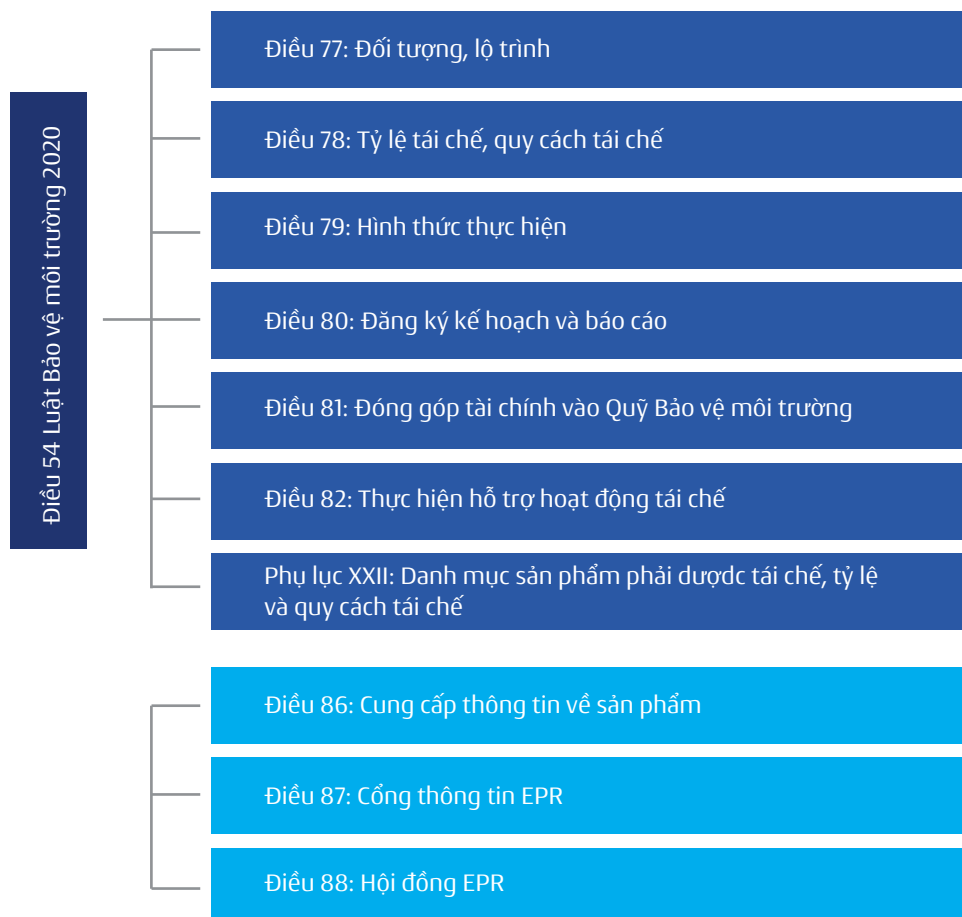 Điều 54 Luật Bảo vệ môi trường 2020
Điều 77: Đối tượng, lộ trình
Điều 78: Tỷ lệ tái chế, quy cách tái chế
Điều 79: Hình thức thực hiện
Điều 80: Đăng ký kế hoạch và báo cáo
Điều 81: Đóng góp tài chính vào Quỹ Bảo vệ môi trường
Điều 82: Thực hiện hỗ trợ hoạt động tái chế
Phụ lục XXII: Danh mục sản phẩm phải dượdc tái chế, tỷ lệ
và quy cách tái chế
Điều 86: Cung cấp thông tin về sản phẩm
Điều 87: Cổng thông tin EPR
Điều 88: Hội đồng EPR